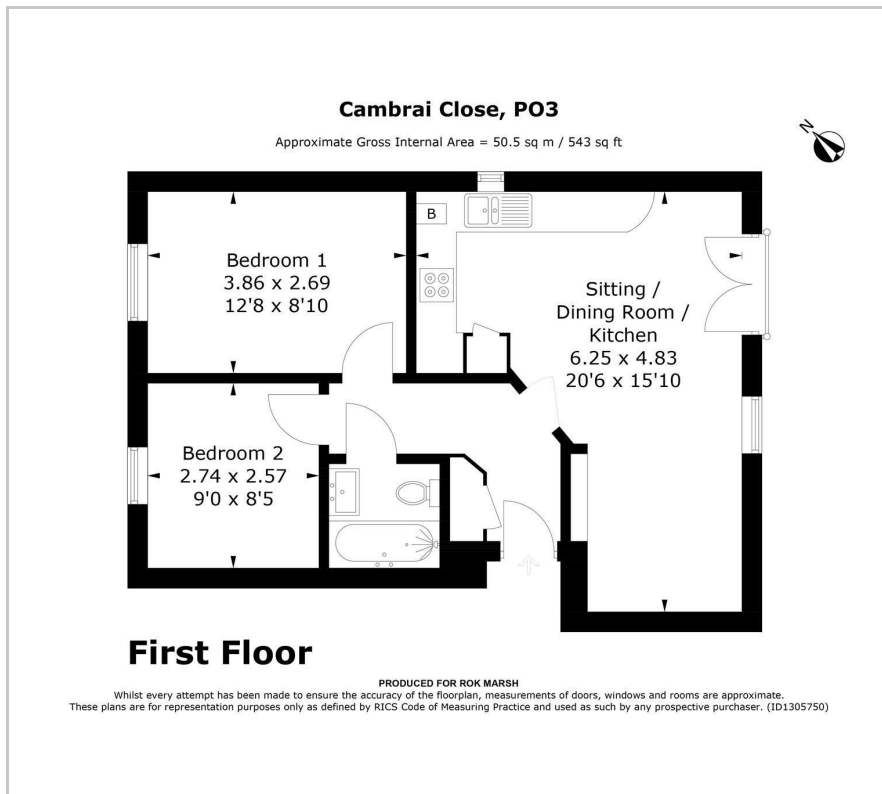 Cambrai Close, PO3
Approximate Gross Internal Area = 50.5 sq m / 543 sq ft
N
B
Bedroom 1
3.86 x 2.69
12'8 x 8'10
Sitting /
Dining Room /
Kitchen
6.25 x 4.83
20'6 x 15'10
Bedroom 2
2.74 x 2.57
9'0 x 8'5
First Floor
PRODUCED FOR ROK MARSH
Whilst every attempt has been made to ensure the accuracy of the floorplan, measurements of doors, windows and rooms are approximate.
These plans are for representation purposes only as defined by RICS Code of Measuring Practice and used as such by any prospective purchaser. (ID1305750)